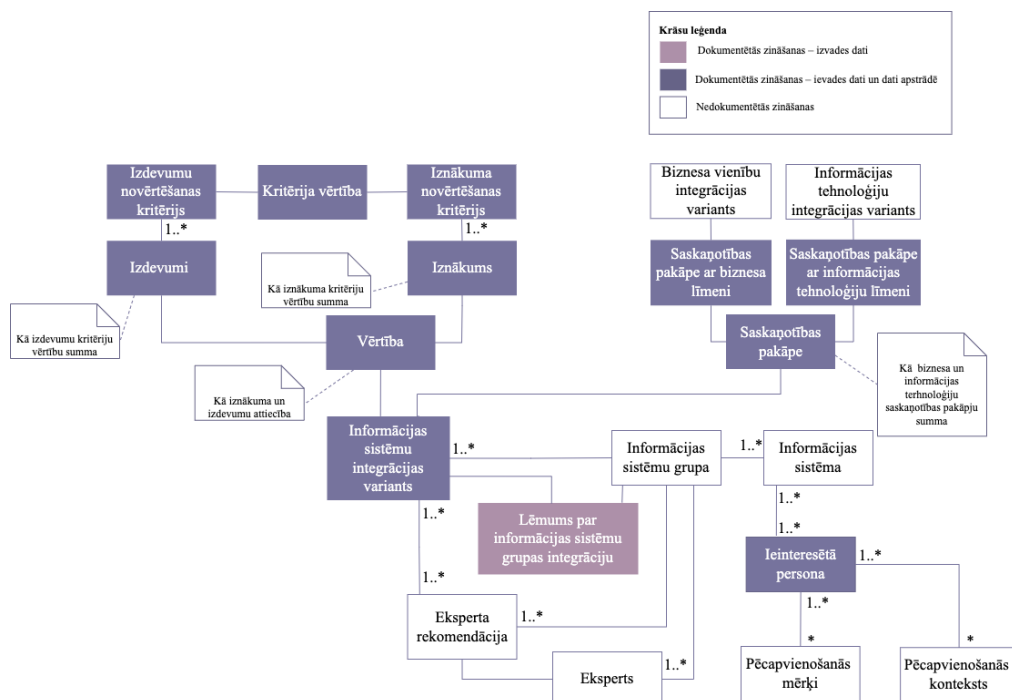 Krāsu leģenda
Dokumentētās zināšanas – izvades dati
Dokumentētās zināšanas – ievades dati un dati apstrādē
Nedokumentētās zināšanas
Izdevumu
novērtēšanas
kritērijs
Kritērija vērtība
Iznākuma
novērtēšanas
kritērijs
Biznesa vienību
integrācijas
variants
Informācijas
tehnoloģiju
integrācijas variants
1..*
1..*
Izdevumi
Kā iznākuma kritēriju
vērtību summa
Iznākums
Saskaņotības
pakāpe ar biznesa
līmeni
Saskaņotības pakāpe
ar informācijas
tehnoloģiju līmeni
Kā izdevumu kritēriju
vērtību summa
Vērtība
Saskaņotības
pakāpe
Kā iznākuma un
izdevumu attiecība
Kā  biznesa un
informācijas
terhnoloģiju
saskaņotības pakāpju
summa
Informācijas
sistēmu
integrācijas
variants
1..*
Informācijas
sistēmu grupa
1..*
Informācijas
sistēma
1..*
1..*
Lēmums par
informācijas sistēmu
grupas integrāciju
1..*
1..*
Ieinteresētā
persona
1..*
1..*
1..*
Eksperta
rekomendācija
1..*
*
*
Eksperts
1..*
Pēcapvienošanās
mērķi
Pēcapvienošanās
konteksts